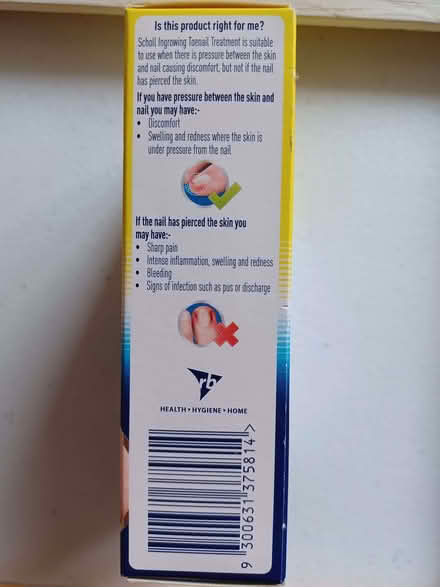 Is this product right for me?
Scholl Ingrowing Toenail Treatment is suitable
to use when there is pressure between the skin
and nail causing discomfort, but not if the nail
has pierced the skin.
If you have pressure between the skin and
nail you may have:-
• Discomfort
• Swelling and redness where the skin is
under pressure from the nail
If the nail has pierced the skin you
may have:-
• Sharp pain
• Intense inflammation, swelling and redness
• Bleeding
• Signs of infection such as pus or discharge
rb
HEALTH • HYGIENE • HOME
9 300631 375814 >